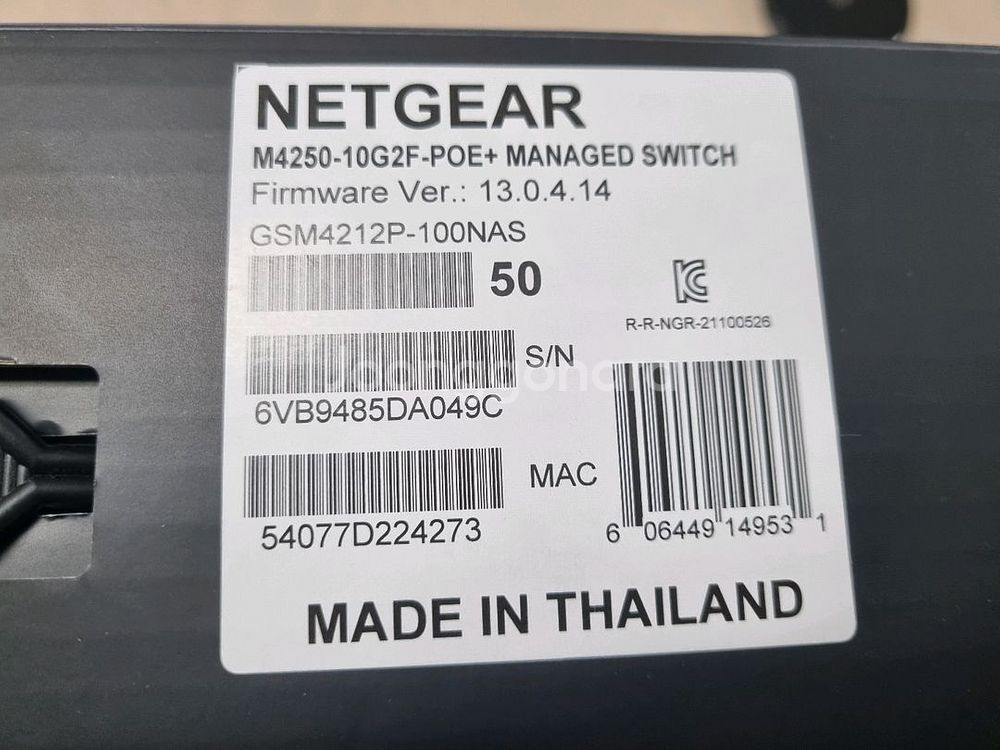 NETGEAR
M4250-10G2F-POE+ MANAGED SWITCH
Firmware Ver.: 13.0.4.14
GSM4212P-100NAS
50
R-R-NGR-21100526
S/N
6VB9485DA049C
MAC
54077D224273
6 06449 14953 1
MADE IN THAILAND